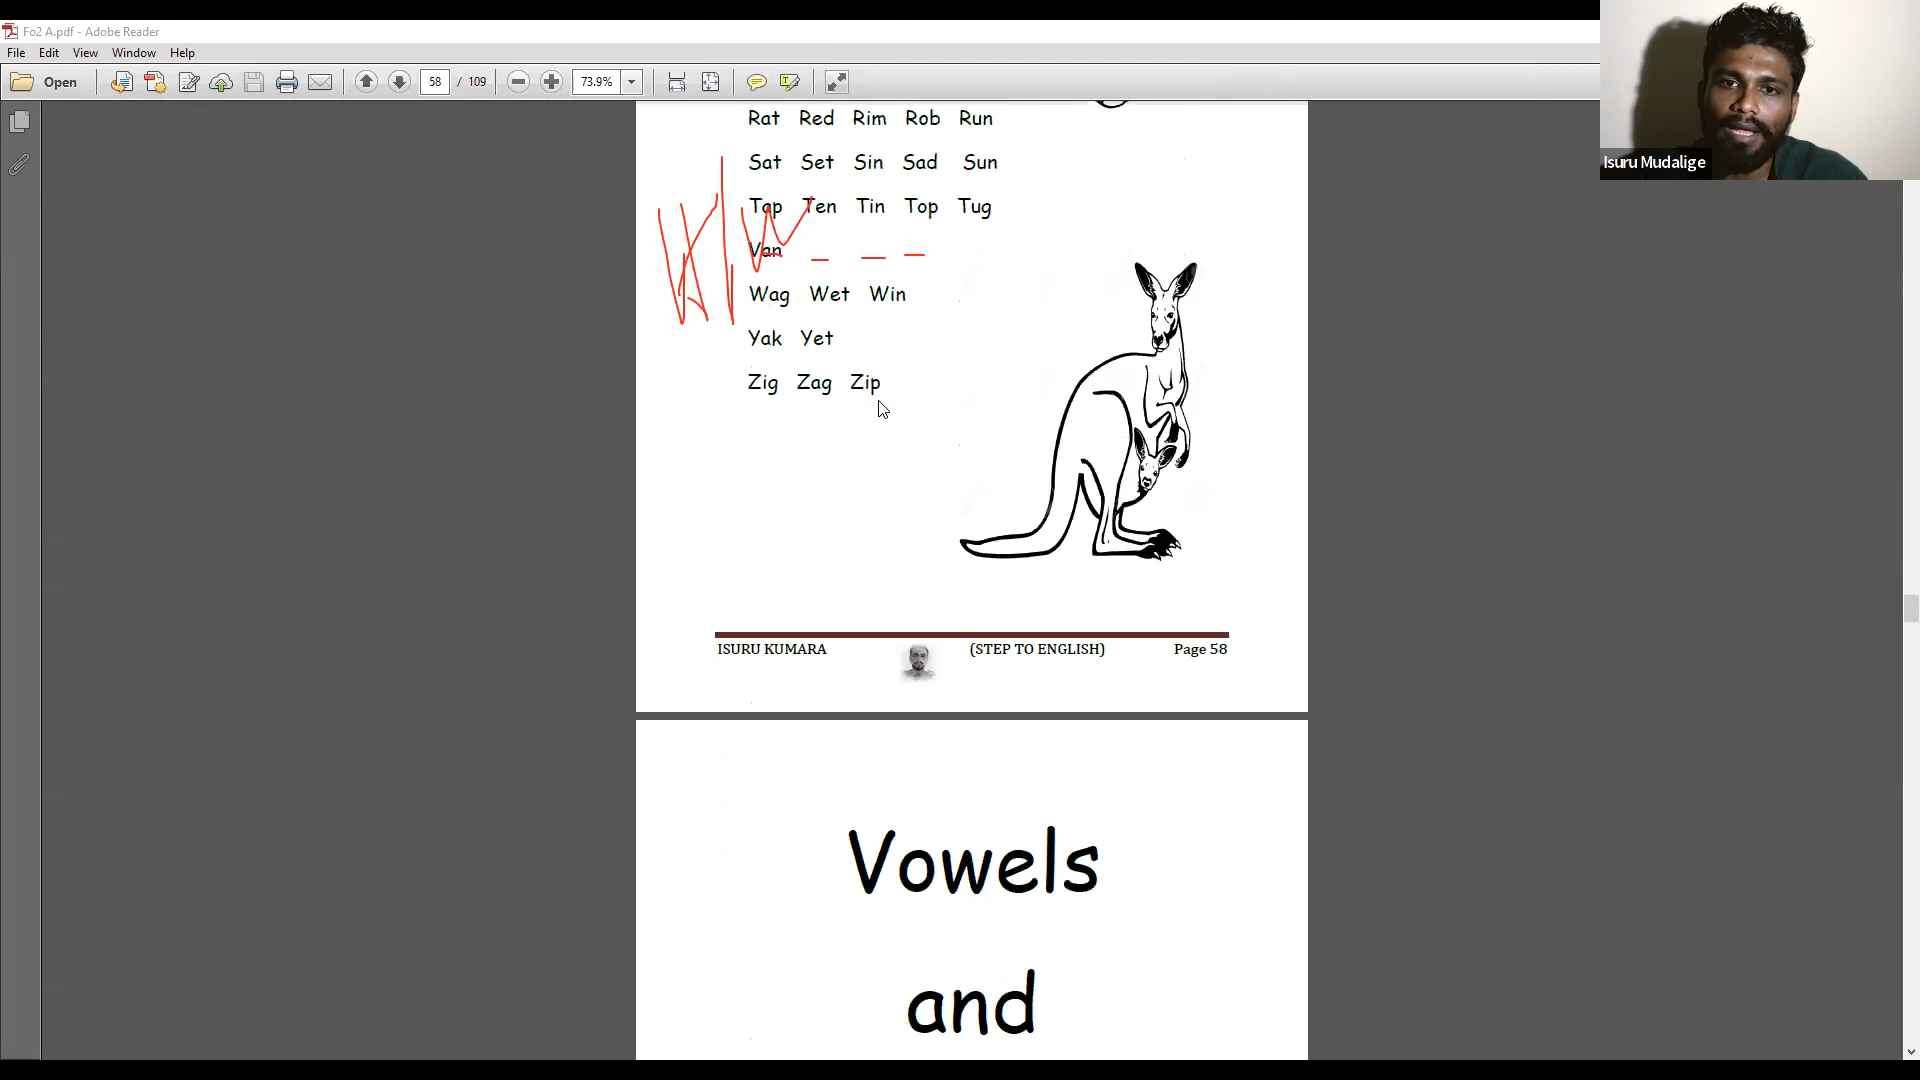 Fo2 A.pdf - Adobe Reader
File Edit View Window Help
Open 58 / 109 73.9%
Isuru Mudalige
Rat Red Rim Rob Run
Sat Set Sin Sad Sun
Tap Ten Tin Top Tug
Van
Wag Wet Win
Yak Yet
Zig Zag Zip
ISURU KUMARA (STEP TO ENGLISH) Page 58
Vowels
and